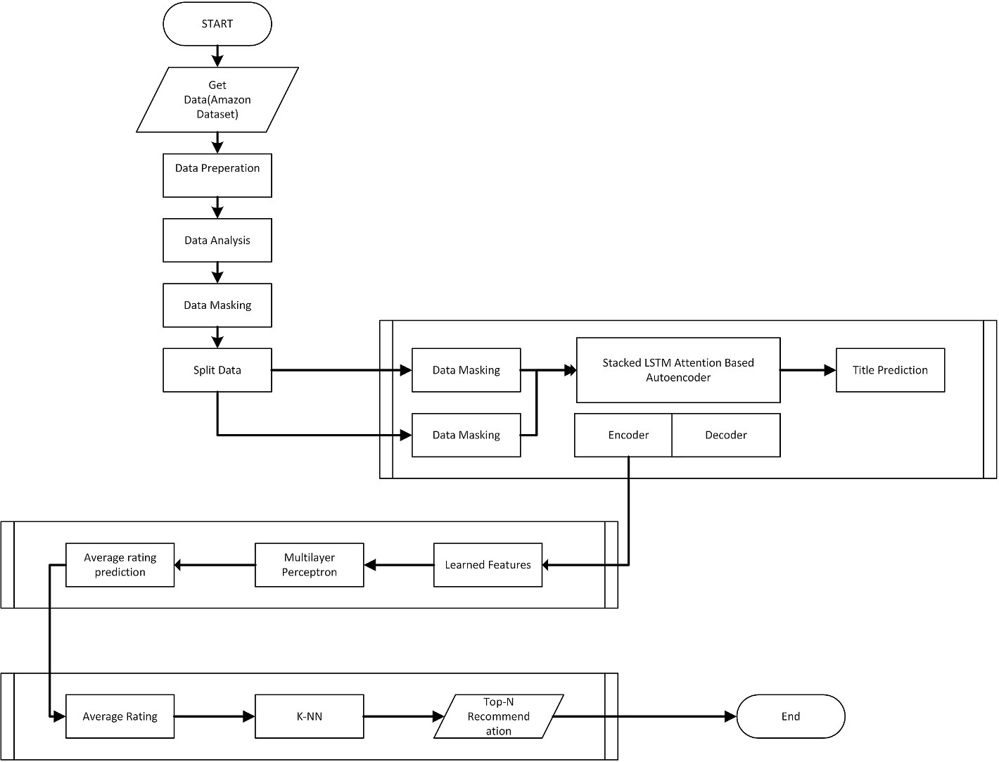 START
Get
Data(Amazon
Dataset)
Data Preperation
Data Analysis
Data Masking
Split Data
Data Masking
Stacked LSTM Attention Based
Autoencoder
Title Prediction
Data Masking
Encoder
Decoder
Learned Features
Multilayer
Perceptron
Average rating
prediction
Average Rating
K-NN
Top-N
Recommend
ation
End